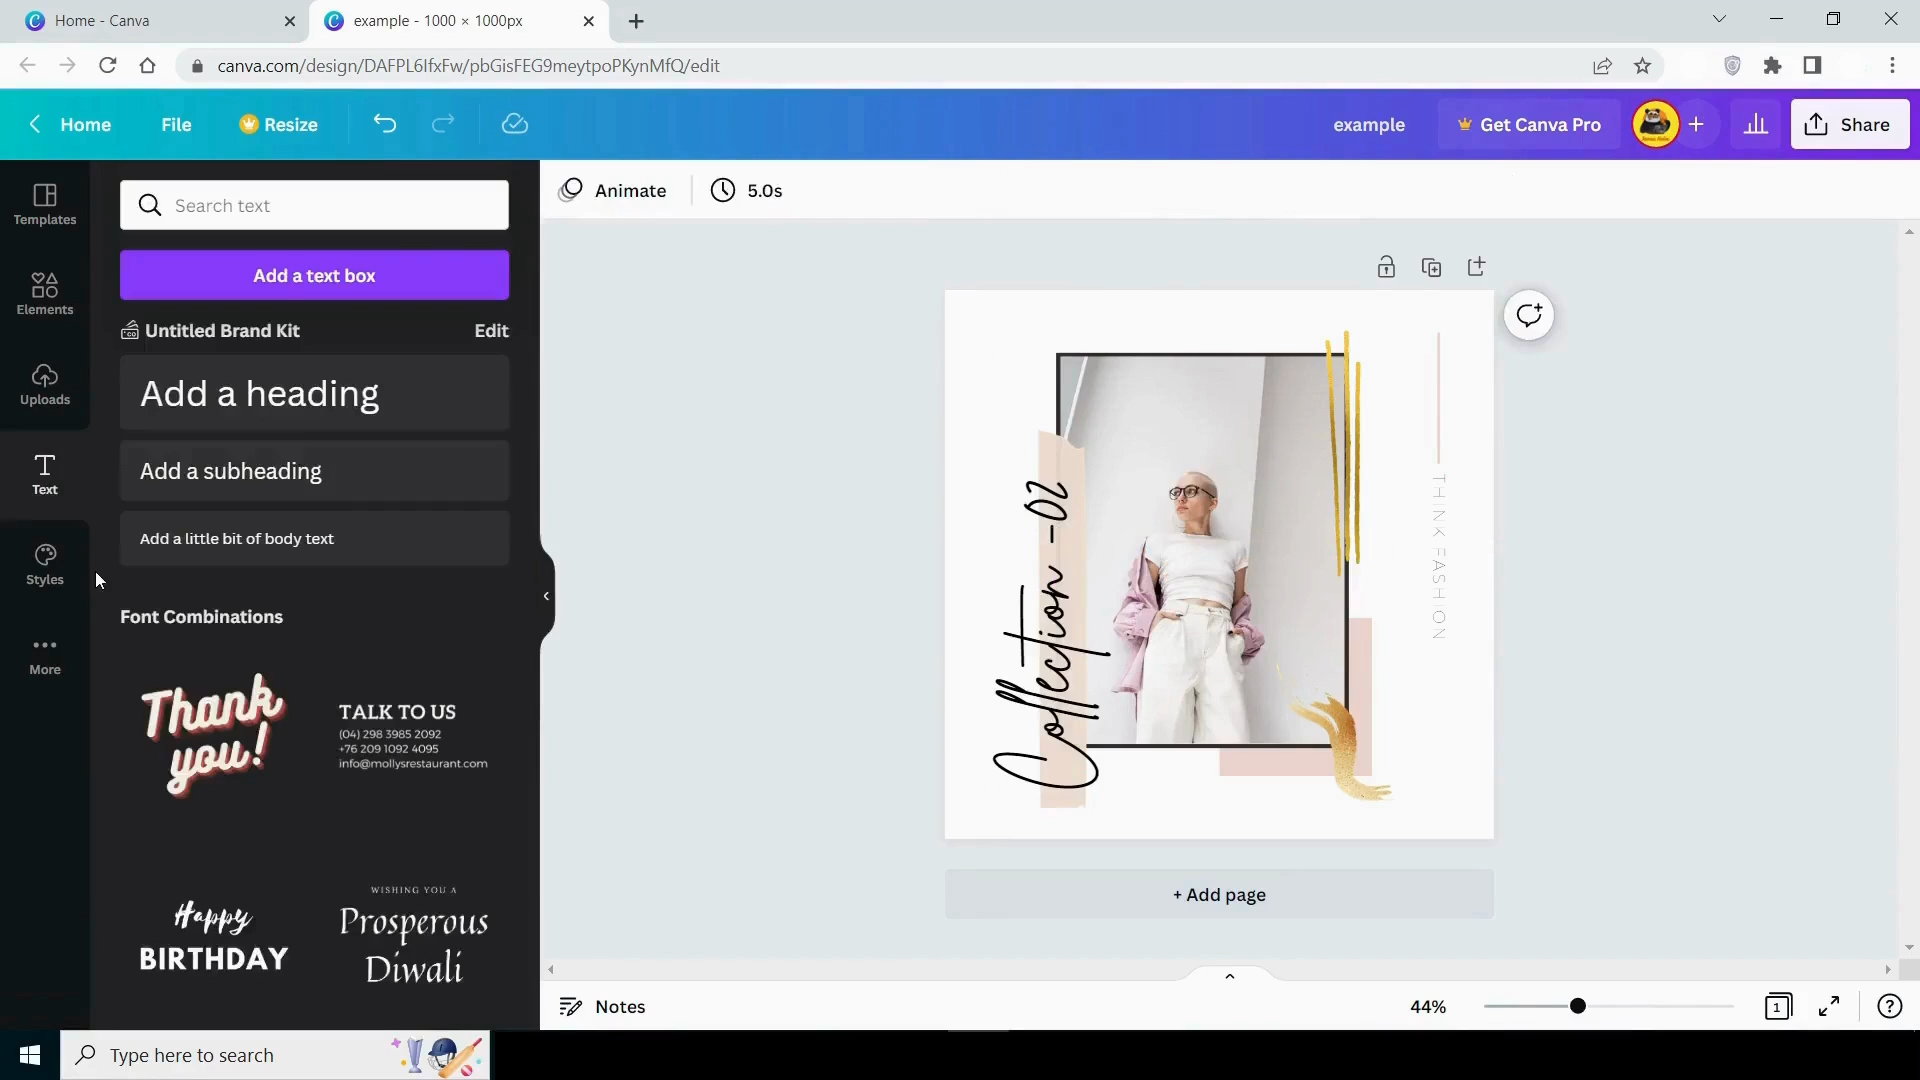 Home - Canva
example - 1000 × 1000px
canva.com/design/DAFPL6IfxFw/pbGisFEG9meytpoPKynMfQ/edit
Home
File
Resize
example
Get Canva Pro
Share
Templates
Elements
Uploads
Text
Styles
More
Search text
Add a text box
Untitled Brand Kit
Edit
Add a heading
Add a subheading
Add a little bit of body text
Font Combinations
Thank
you!
TALK TO US
(04) 298 3985 2092
+76 209 1092 4095
info@mollysrestaurant.com
Happy
BIRTHDAY
WISHING YOU A
Prosperous
Diwali
Animate
5.0s
Collection -02
THINK FASHION
+ Add page
Notes
44%
1
Type here to search